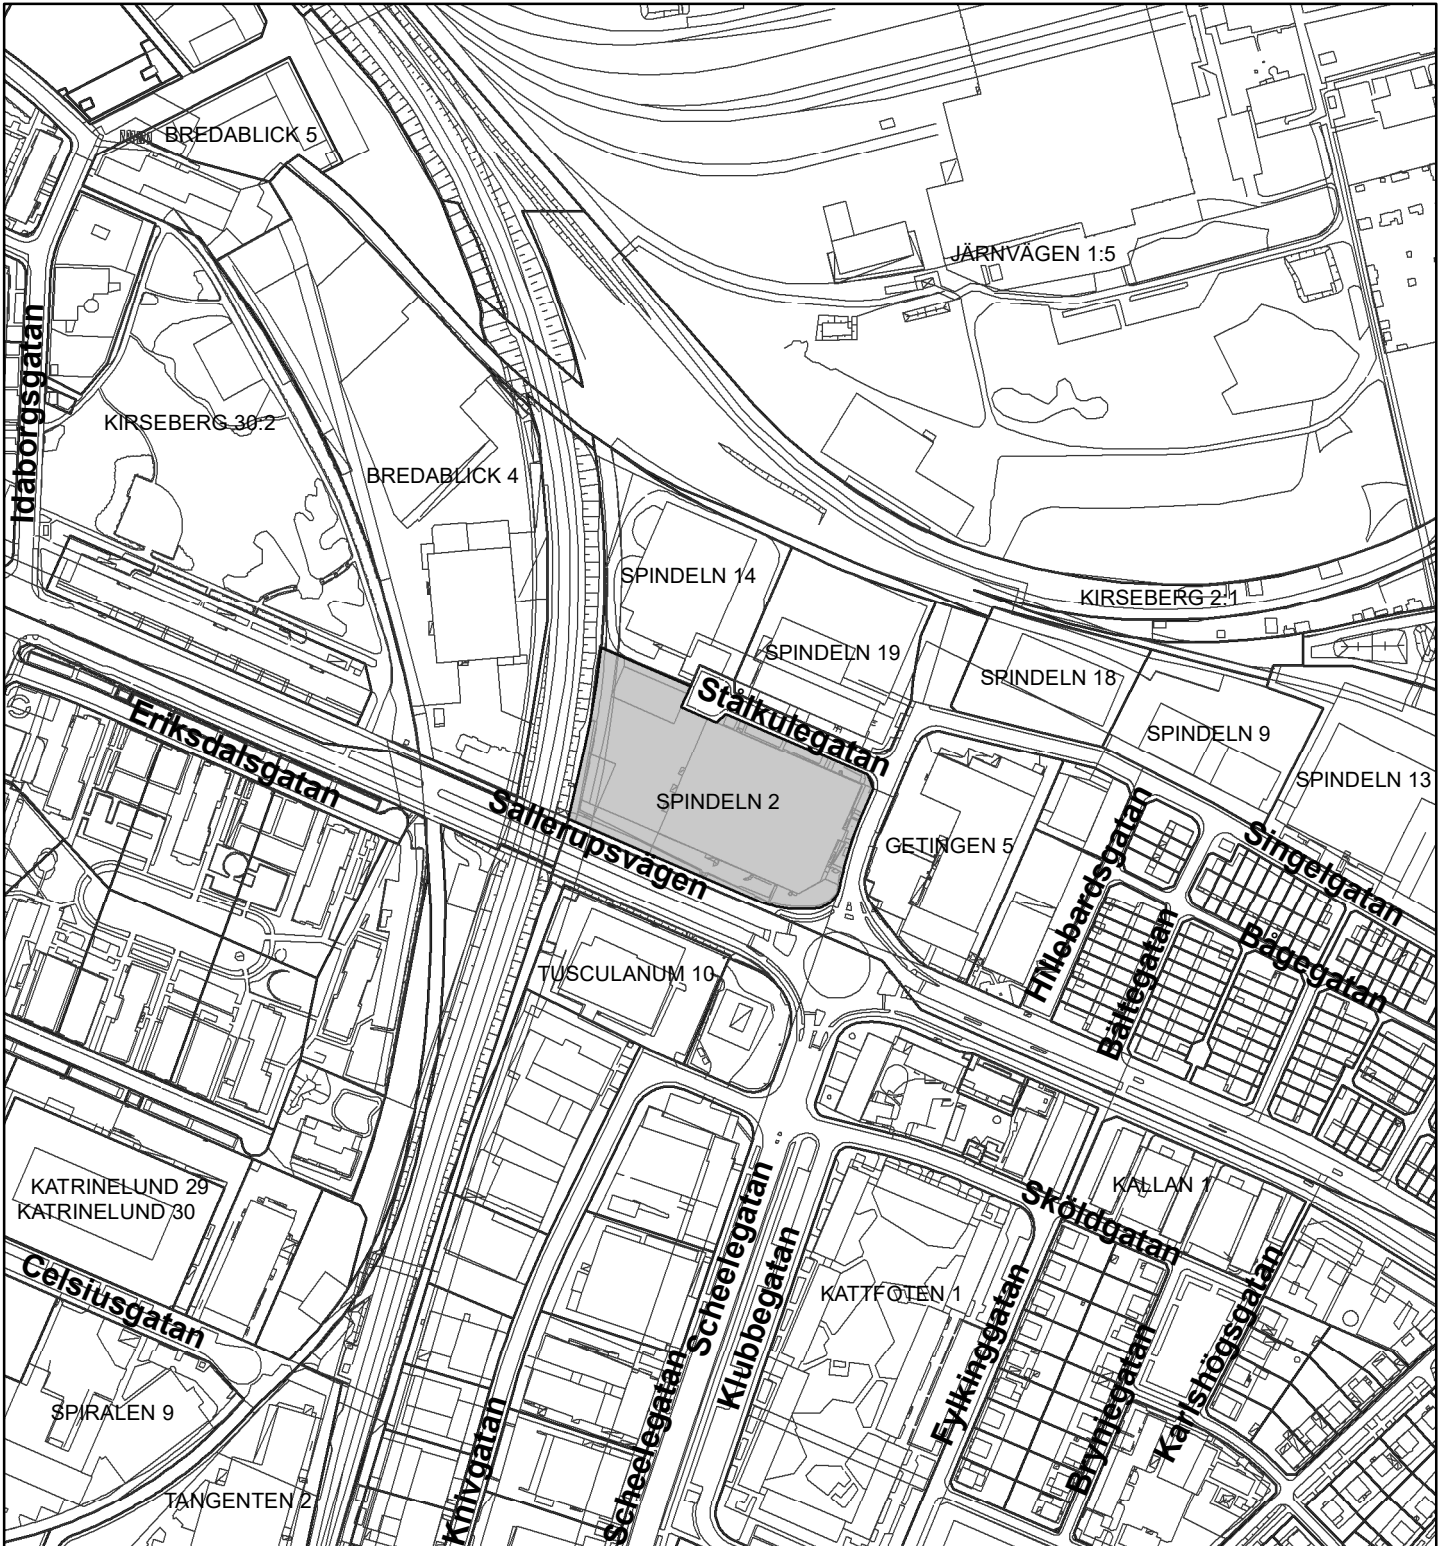 BREDABLICK 5
JÄRNVÄGEN 1:5
Idaborgsgatan
KIRSEBERG 30:2
BREDABLICK 4
SPINDELN 14
KIRSEBERG 2:1
SPINDELN 19
SPINDELN 18
Stålkulegatan
Eriksdalsgatan
SPINDELN 9
SPINDELN 13
SPINDELN 2
Sallerupsvägen
GETINGEN 5
Hillebardsgatan
Singelgatan
Bågegatan
Bältegatan
TUSCULANUM 10
KATRINELUND 29
KATRINELUND 30
KALLAN 1
Sköldgatan
Scheelegatan
Klubbegatan
Celsiusgatan
KATTFOTEN 1
Fylkinggatan
Karlshögsgatan
Brynjegatan
SPIRALEN 9
Knivgatan
Scheelegatan
TANGENTEN 2